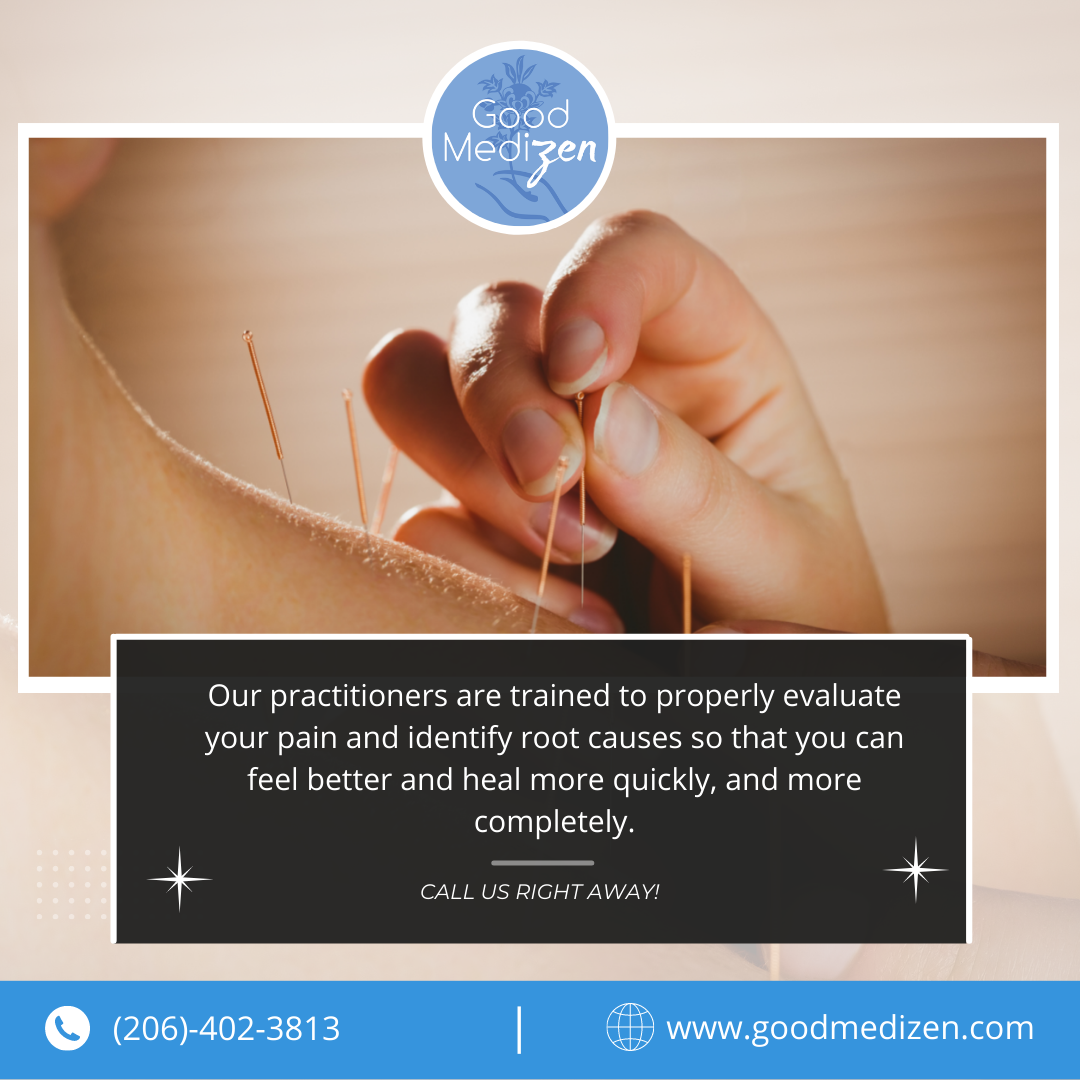 Good
Medizen
Our practitioners are trained to properly evaluate
your pain and identify root causes so that you can
feel better and heal more quickly, and more
completely.
CALL US RIGHT AWAY!
(206)-402-3813 | www.goodmedizen.com